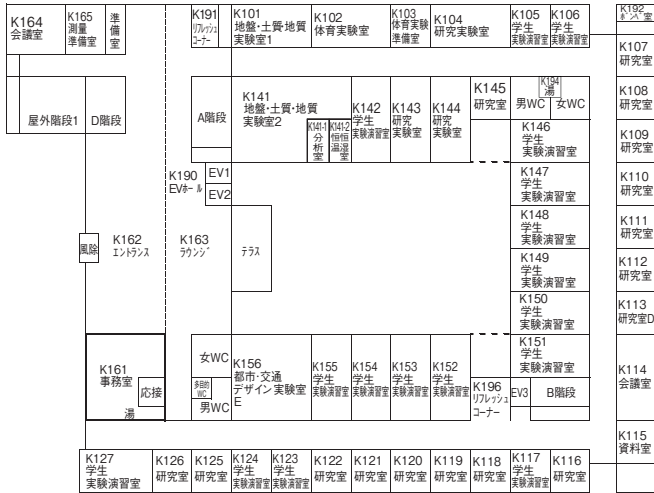 K164
会議室
K165
測量
準備室
準
備
室
K191
ﾘﾌﾚｯｼｭ
ｺｰﾅｰ
K101
地盤・土質・地質
実験室1
K102
体育実験室
K103
体育実験
準備室
K104
研究実験室
K105
学生
実験演習室
K106
学生
実験演習室
K192
ﾎﾞﾝﾍﾞ室
K107
研究室
K108
研究室
K109
研究室
K110
研究室
K111
研究室
K112
研究室
K113
研究室D
K114
会議室
K115
資料室
屋外階段1
D階段
A階段
K141
地盤・土質・地質
実験室2
K141-1
分
析
室
K141-2
恒恒
温湿
室
K142
学生
実験演習室
K143
研究
実験室
K144
研究
実験室
K145
研究室
K194
湯
男WC
女WC
K146
学生
実験演習室
K147
学生
実験演習室
K148
学生
実験演習室
K149
学生
実験演習室
K150
学生
実験演習室
K151
学生
実験演習室
K190
EVﾎｰﾙ
EV1
EV2
風除
K162
ｴﾝﾄﾗﾝｽ
K163
ﾗｳﾝｼﾞ
ﾃﾗｽ
K161
事務室
応接
湯
女WC
多目的
WC
男WC
K156
都市・交通
デザイン実験室
E
K155
学生
実験演習室
K154
学生
実験演習室
K153
学生
実験演習室
K152
学生
実験演習室
K196
ﾘﾌﾚｯｼｭ
ｺｰﾅｰ
EV3
B階段
K127
学生
実験演習室
K126
研究室
K125
研究室
K124
学生
実験演習室
K123
学生
実験演習室
K122
研究室
K121
研究室
K120
研究室
K119
研究室
K118
研究室
K117
学生
実験演習室
K116
研究室